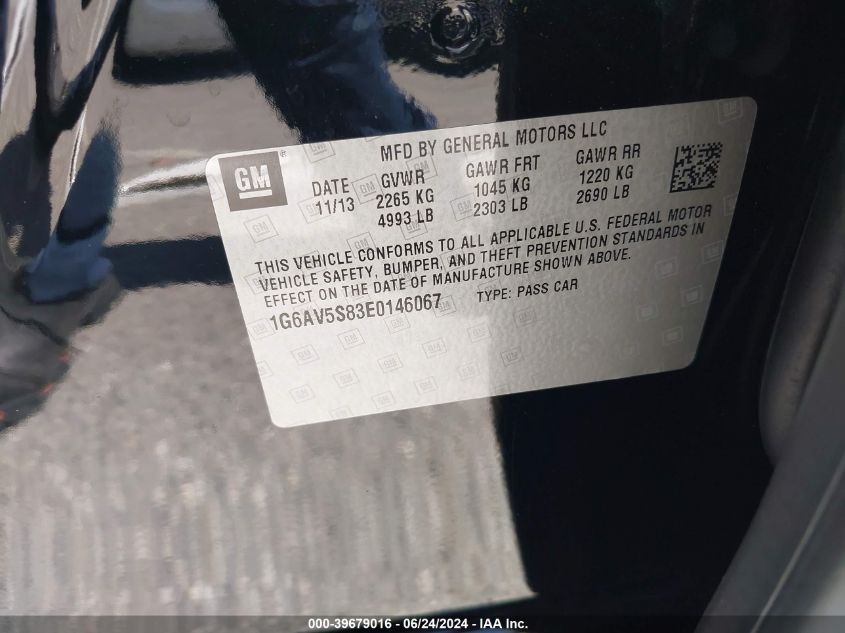 MFD BY GENERAL MOTORS LLC
GM ®
DATE GVWR GAWR FRT GAWR RR
11/13 2265 KG 1045 KG 1220 KG
4993 LB 2303 LB 2690 LB
THIS VEHICLE CONFORMS TO ALL APPLICABLE U.S. FEDERAL MOTOR
VEHICLE SAFETY, BUMPER, AND THEFT PREVENTION STANDARDS IN
EFFECT ON THE DATE OF MANUFACTURE SHOWN ABOVE.
1G6AV5S83E0146067 TYPE: PASS CAR
000-39679016 - 06/24/2024 - IAA Inc.